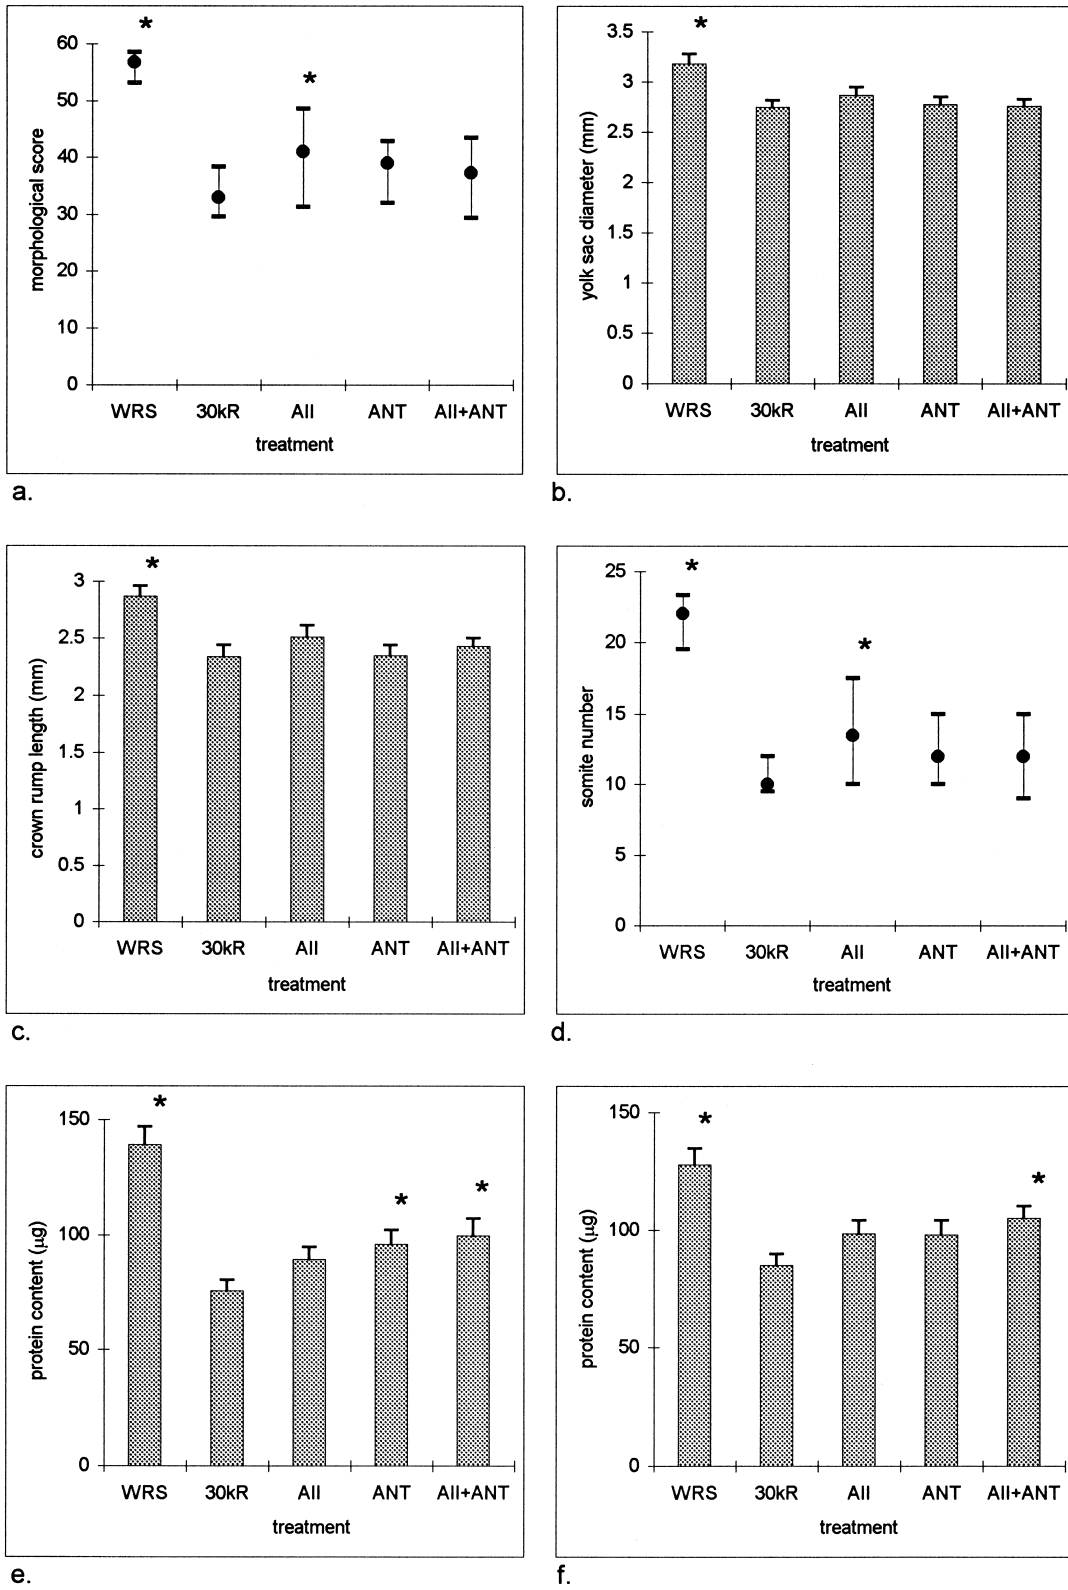 *
*
60
50
40
30
20
10
0
morphological score
WRS 30kR AII ANT AII+ANT
treatment
a.
*
3.5
3
2.5
2
1.5
1
0.5
0
yolk sac diameter (mm)
WRS 30kR AII ANT AII+ANT
treatment
b.
*
3
2.5
2
1.5
1
0.5
0
crown rump length (mm)
WRS 30kR AII ANT AII+ANT
treatment
c.
*
*
25
20
15
10
5
0
somite number
WRS 30kR AII ANT AII+ANT
treatment
d.
*
*
*
150
100
50
0
protein content (µg)
WRS 30kR AII ANT AII+ANT
treatment
e.
*
*
150
100
50
0
protein content (µg)
WRS 30kR AII ANT AII+ANT
treatment
f.